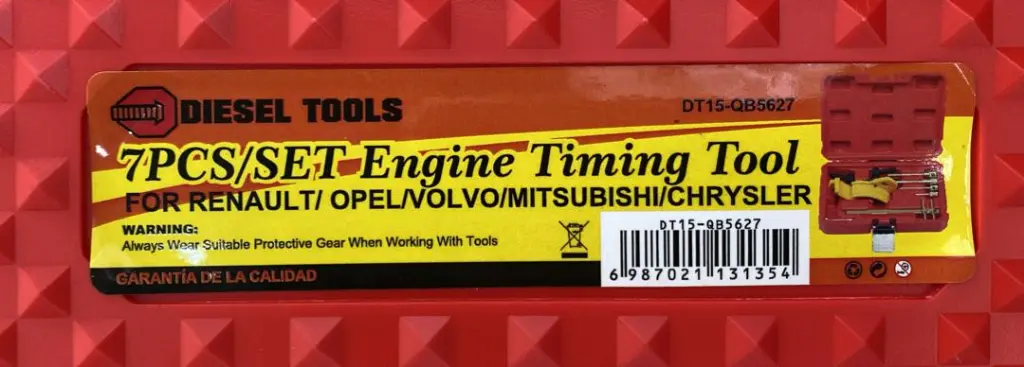 DIESEL TOOLS
DT15-QB5627
7PCS/SET Engine Timing Tool
FOR RENAULT/ OPEL/VOLVO/MITSUBISHI/CHRYSLER
WARNING:
Always Wear Suitable Protective Gear When Working With Tools
DT15-QB5627
6 987021 131354
GARANTÍA DE LA CALIDAD